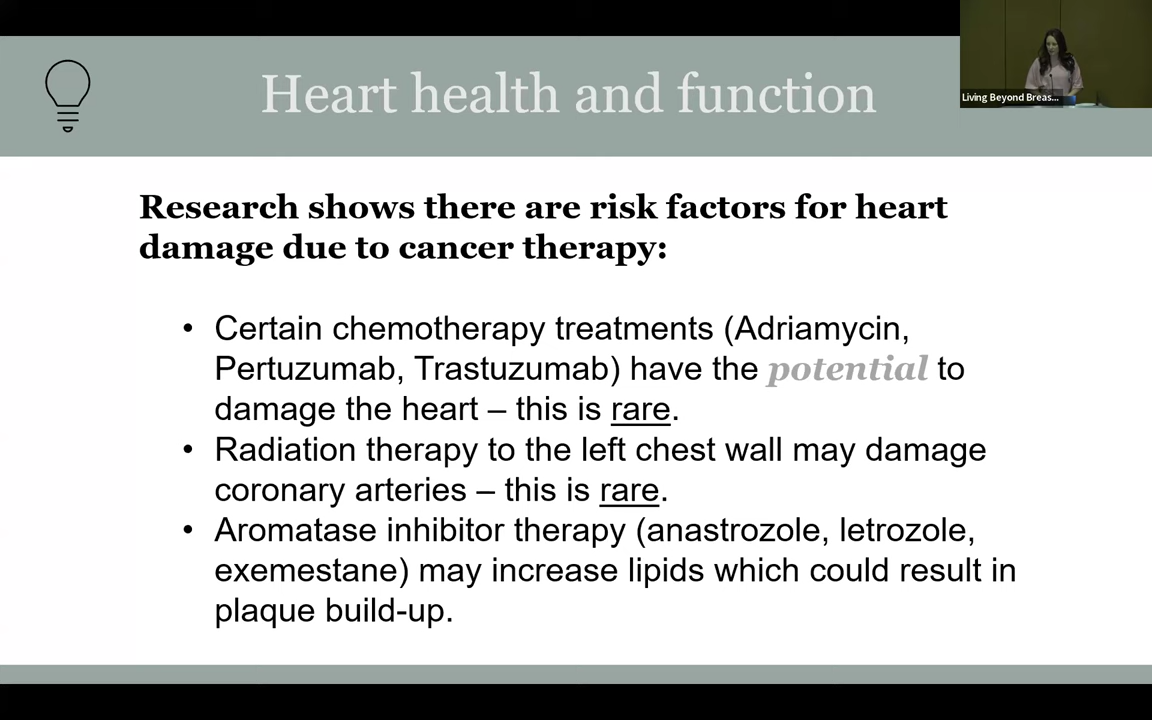 Heart health and function
Living Beyond Breas...
Research shows there are risk factors for heart
damage due to cancer therapy:
• Certain chemotherapy treatments (Adriamycin,
Pertuzumab, Trastuzumab) have the potential to
damage the heart – this is rare.
• Radiation therapy to the left chest wall may damage
coronary arteries – this is rare.
• Aromatase inhibitor therapy (anastrozole, letrozole,
exemestane) may increase lipids which could result in
plaque build-up.